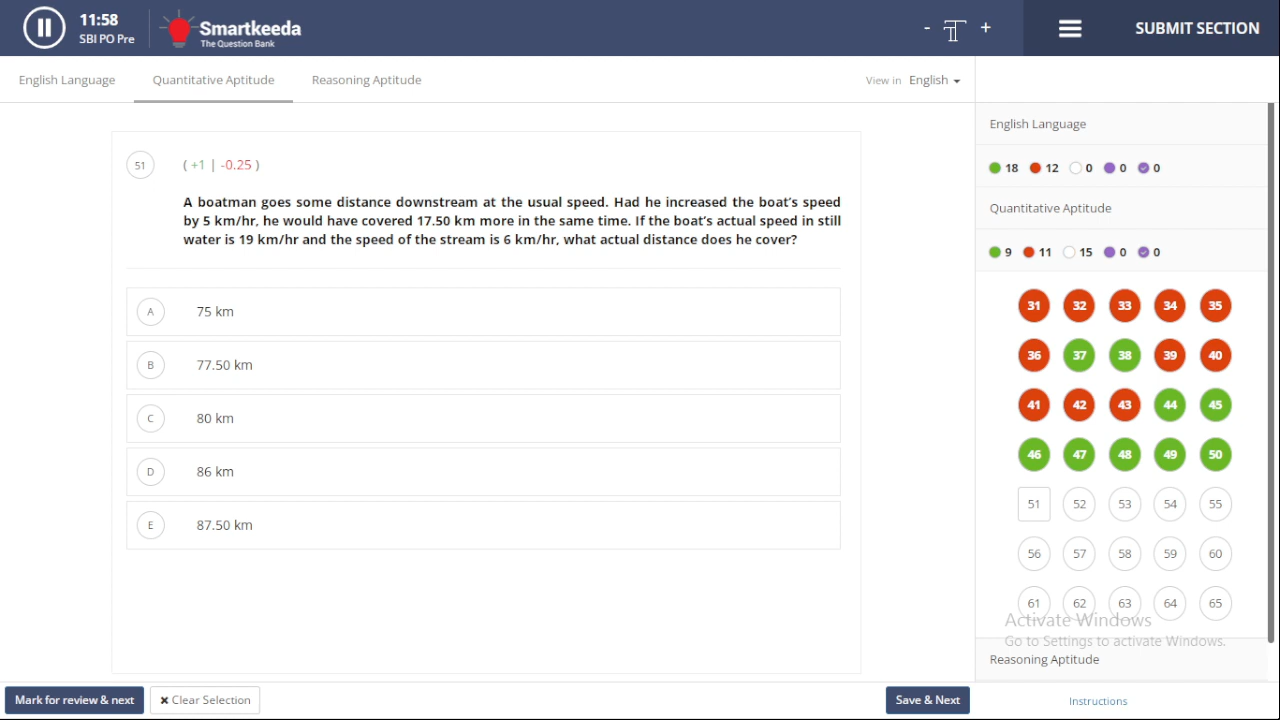 11:58
SBI PO Pre
Smartkeeda
The Question Bank
- T +
SUBMIT SECTION
English Language
Quantitative Aptitude
Reasoning Aptitude
View in English
51
( +1 | -0.25 )
A boatman goes some distance downstream at the usual speed. Had he increased the boat's speed
by 5 km/hr, he would have covered 17.50 km more in the same time. If the boat's actual speed in still
water is 19 km/hr and the speed of the stream is 6 km/hr, what actual distance does he cover?
A 75 km
B 77.50 km
C 80 km
D 86 km
E 87.50 km
Mark for review & next
✖ Clear Selection
Save & Next
English Language
18 12 0 0 0
Quantitative Aptitude
9 11 15 0 0
31 32 33 34 35
36 37 38 39 40
41 42 43 44 45
46 47 48 49 50
51 52 53 54 55
56 57 58 59 60
61 62 63 64 65
Activate Windows
Go to Settings to activate Windows.
Reasoning Aptitude
Instructions